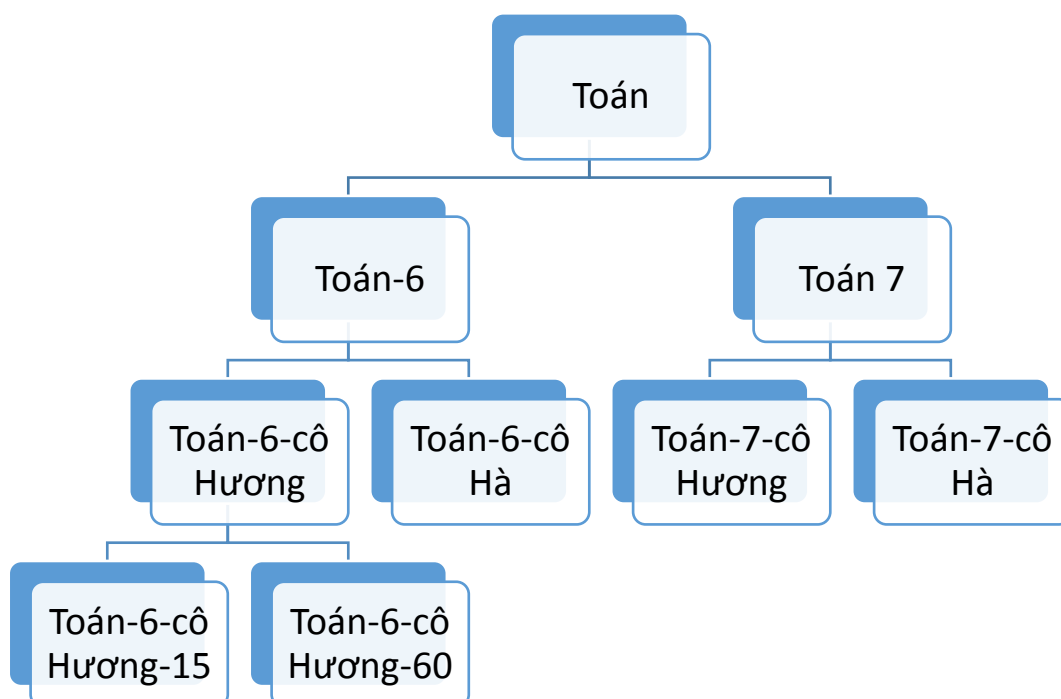 Toán
Toán-6
Toán 7
Toán-6-cô
Hương
Toán-6-cô
Hà
Toán-7-cô
Hương
Toán-7-cô
Hà
Toán-6-cô
Hương-15
Toán-6-cô
Hương-60